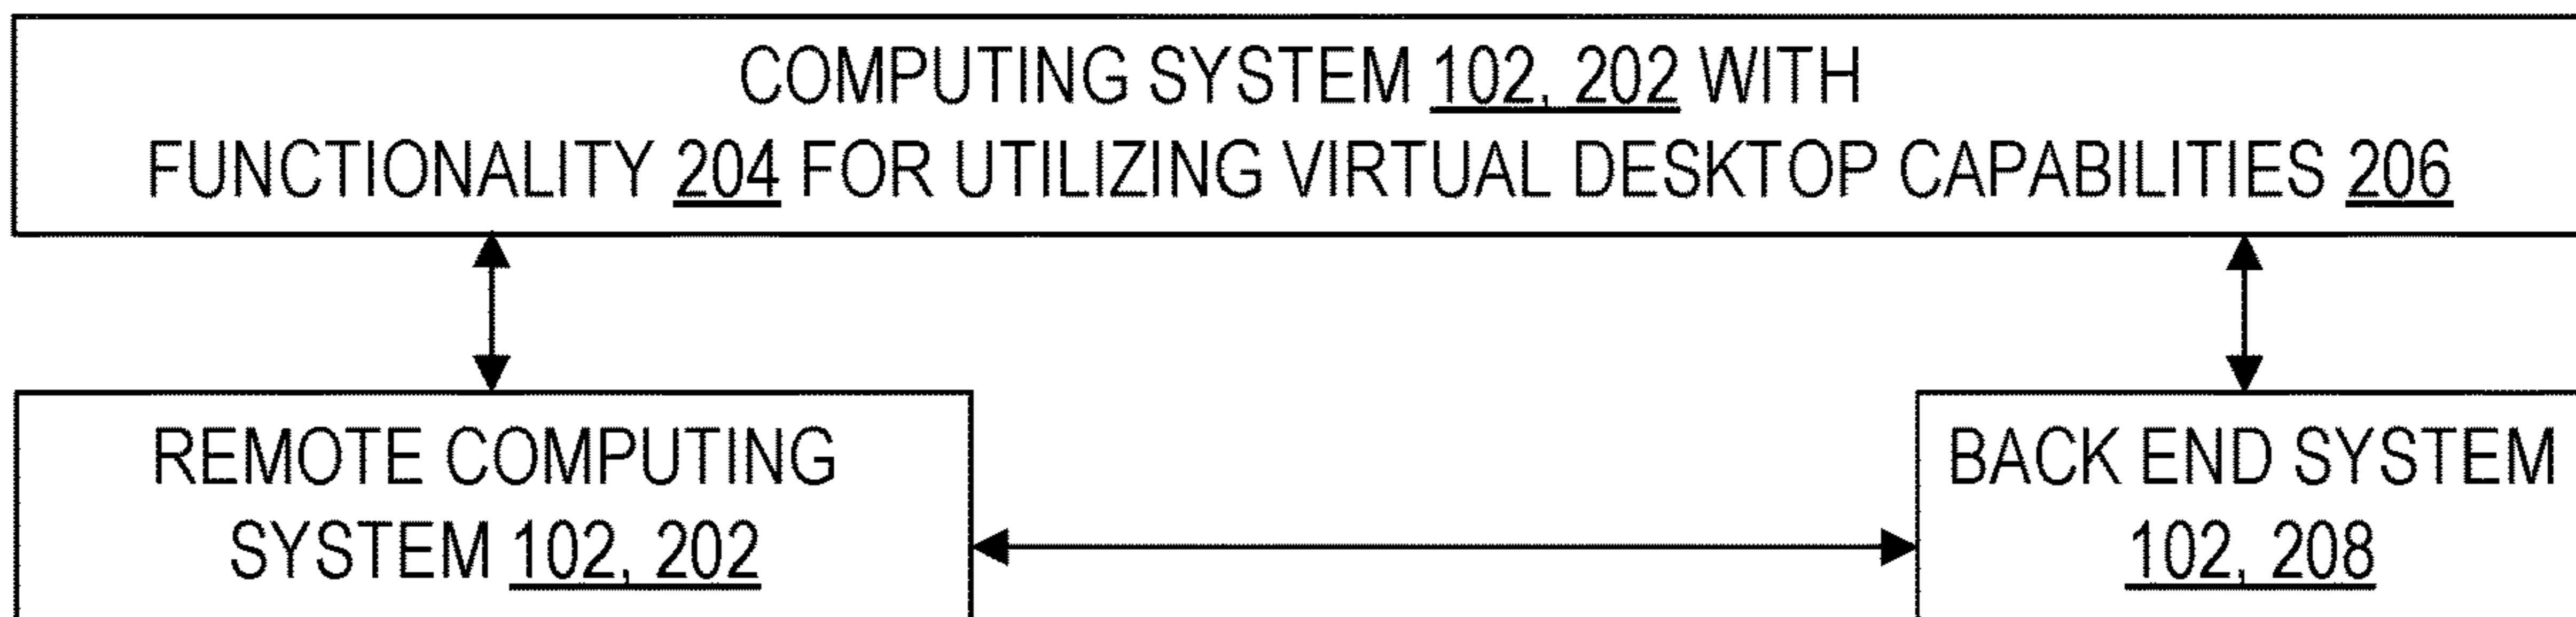 COMPUTING SYSTEM 102, 202 WITH
FUNCTIONALITY 204 FOR UTILIZING VIRTUAL DESKTOP CAPABILITIES 206
REMOTE COMPUTING
SYSTEM 102, 202
BACK END SYSTEM
102, 208